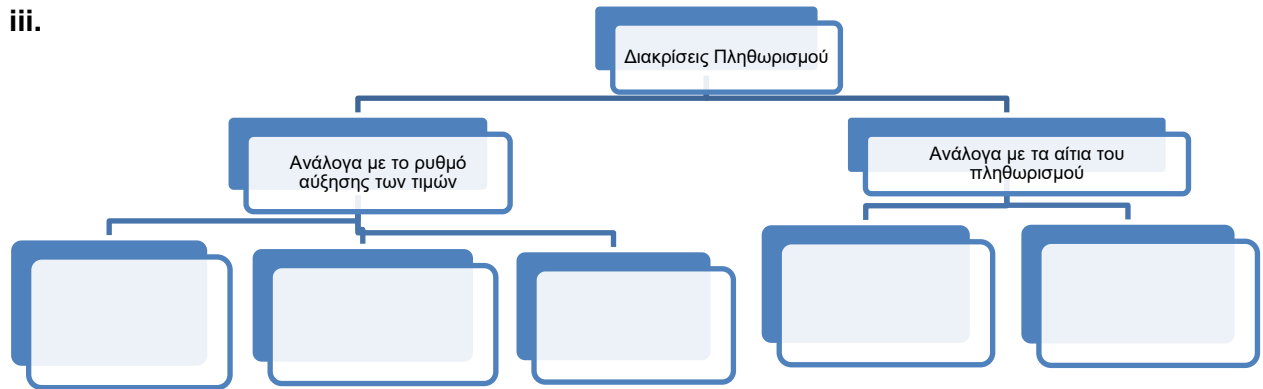 iii.
Διακρίσεις Πληθωρισμού
Ανάλογα με το ρυθμό
αύξησης των τιμών
Ανάλογα με τα αίτια του
πληθωρισμού